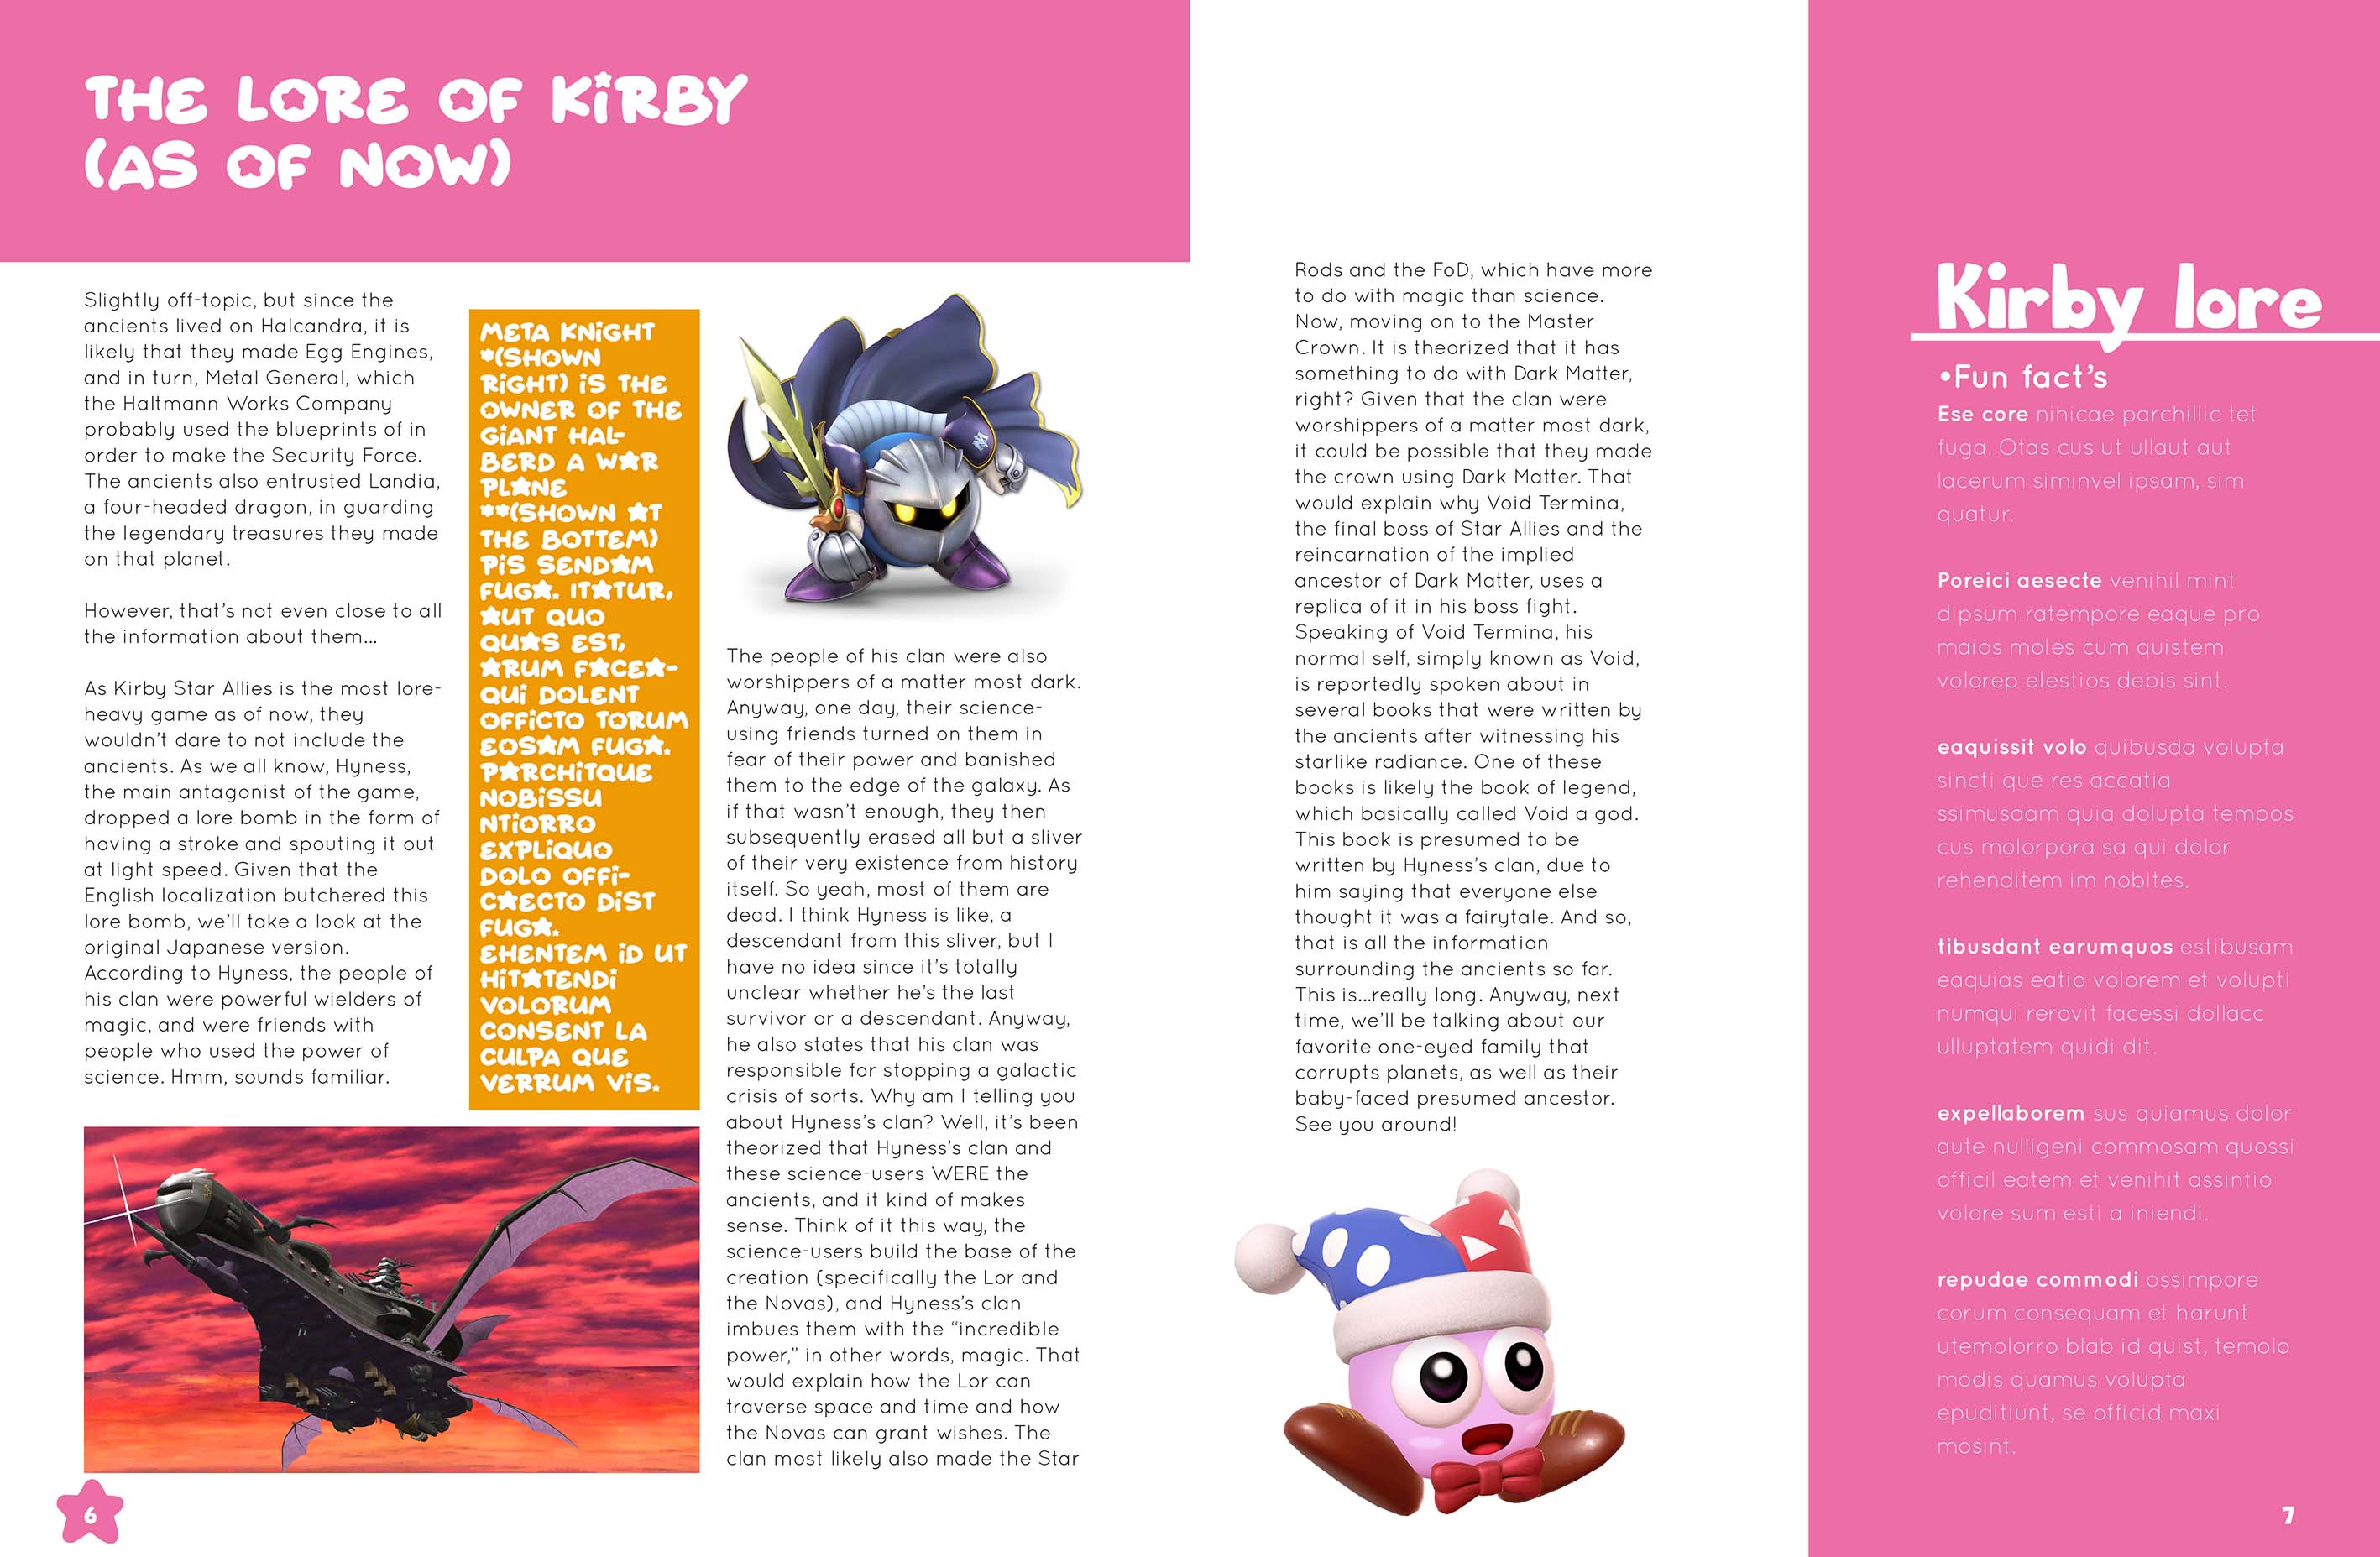 THE LORE OF KiRBY
(AS OF NOW)
Slightly off-topic, but since the
ancients lived on Halcandra, it is
likely that they made Egg Engines,
and in turn, Metal General, which
the Haltmann Works Company
probably used the blueprints of in
order to make the Security Force.
The ancients also entrusted Landia,
a four-headed dragon, in guarding
the legendary treasures they made
on that planet.
However, that's not even close to all
the information about them...
As Kirby Star Allies is the most lore-
heavy game as of now, they
wouldn't dare to not include the
ancients. As we all know, Hyness,
the main antagonist of the game,
dropped a lore bomb in the form of
having a stroke and spouting it out
at light speed. Given that the
English localization butchered this
lore bomb, we'll take a look at the
original Japanese version.
According to Hyness, the people of
his clan were powerful wielders of
magic, and were friends with
people who used the power of
science. Hmm, sounds familiar.
META KNiGHT
*(SHOWN
RiGHT) iS THE
OWNER OF THE
GiANT HAL-
BERD A WAR
PLANE
**(SHOWN AT
THE BOTTEM)
PiS SENDAM
FUGA. ITATUR,
AUT QUO
QUAS EST,
ARUM FACEA-
QUi DOLENT
OFFiCTO TORUM
EOSAM FUGA.
PARCHiTQUE
NOBiSSU
NTiORRO
EXPLiQUO
DOLO OFFi-
CAECTO DiST
FUGA.
EHENTEM iD UT
HiTATENDi
VOLORUM
CONSENT LA
CULPA QUE
VERRUM ViS.
The people of his clan were also
worshippers of a matter most dark.
Anyway, one day, their science-
using friends turned on them in
fear of their power and banished
them to the edge of the galaxy. As
if that wasn't enough, they then
subsequently erased all but a sliver
of their very existence from history
itself. So yeah, most of them are
dead. I think Hyness is like, a
descendant from this sliver, but I
have no idea since it's totally
unclear whether he's the last
survivor or a descendant. Anyway,
he also states that his clan was
responsible for stopping a galactic
crisis of sorts. Why am I telling you
about Hyness's clan? Well, it's been
theorized that Hyness's clan and
these science-users WERE the
ancients, and it kind of makes
sense. Think of it this way, the
science-users build the base of the
creation (specifically the Lor and
the Novas), and Hyness's clan
imbues them with the “incredible
power,” in other words, magic. That
would explain how the Lor can
traverse space and time and how
the Novas can grant wishes. The
clan most likely also made the Star
6
Rods and the FoD, which have more
to do with magic than science.
Now, moving on to the Master
Crown. It is theorized that it has
something to do with Dark Matter,
right? Given that the clan were
worshippers of a matter most dark,
it could be possible that they made
the crown using Dark Matter. That
would explain why Void Termina,
the final boss of Star Allies and the
reincarnation of the implied
ancestor of Dark Matter, uses a
replica of it in his boss fight.
Speaking of Void Termina, his
normal self, simply known as Void,
is reportedly spoken about in
several books that were written by
the ancients after witnessing his
starlike radiance. One of these
books is likely the book of legend,
which basically called Void a god.
This book is presumed to be
written by Hyness's clan, due to
him saying that everyone else
thought it was a fairytale. And so,
that is all the information
surrounding the ancients so far.
This is...really long. Anyway, next
time, we'll be talking about our
favorite one-eyed family that
corrupts planets, as well as their
baby-faced presumed ancestor.
See you around!
Kirby lore
•Fun fact's
Ese core nihicae parchillic tet
fuga. Otas cus ut ullaut aut
lacerum siminvel ipsam, sim
quatur.
Poreici aesecte venihil mint
dipsum ratempore eaque pro
maios moles cum quistem
volorep elestios debis sint.
eaquissit volo quibusda volupta
sincti que res accatia
ssimusdam quia dolupta tempos
cus molorpora sa qui dolor
rehenditem im nobites.
tibusdant earumquos estibusam
eaquias eatio volorem et volupti
numqui rerovit facessi dollacc
ulluptatem quidi dit.
expellaborem sus quiamus dolor
aute nulligeni commosam quossi
officil eatem et venihit assintio
volore sum esti a iniendi.
repudae commodi ossimpore
corum consequam et harunt
utemolorro blab id quist, temolo
modis quamus volupta
epuditiunt, se officid maxi
mosint.
7